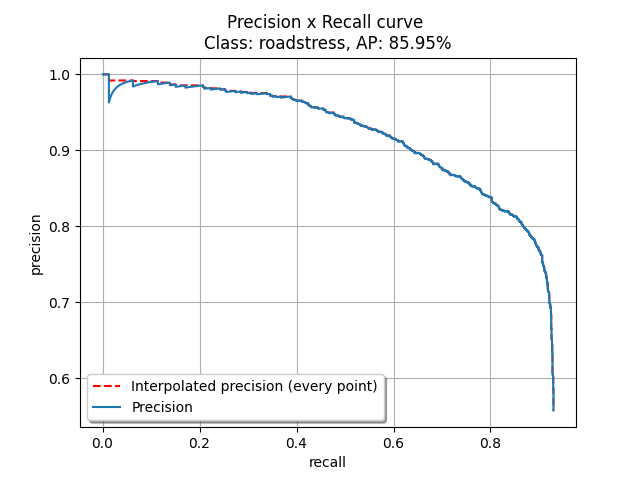 Precision x Recall curve
Class: roadstress, AP: 85.95%
1.0
0.9
0.8
0.7
0.6
precision
Interpolated precision (every point)
Precision
0.0 0.2 0.4 0.6 0.8
recall